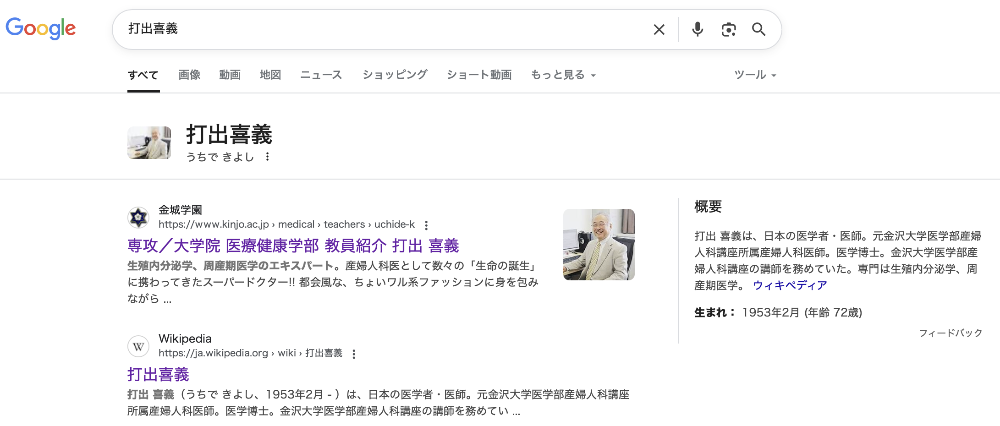 Google
打出喜義
すべて 画像 動画 地図 ニュース ショッピング ショート動画 もっと見る ツール
打出喜義
うちで きよし
金城学園
https://www.kinjo.ac.jp › medical › teachers › uchide-k
専攻／大学院 医療健康学部 教員紹介 打出 喜義
生殖内分泌学、周産期医学のエキスパート。産婦人科医として数々の「生命の誕生」
に携わってきたスーパードクター!! 都会風な、ちょいワル系ファッションに身を包み
ながら ...
Wikipedia
https://ja.wikipedia.org › wiki › 打出喜義
打出喜義
打出 喜義（うちで きよし、1953年2月 - ）は、日本の医学者・医師。元金沢大学医学部産婦人科講座
所属産婦人科医師。医学博士。金沢大学医学部産婦人科講座の講師を務めてい ...
概要
打出 喜義は、日本の医学者・医師。元金沢大学医学部産婦
人科講座所属産婦人科医師。医学博士。金沢大学医学部産
婦人科講座の講師を務めていた。専門は生殖内分泌学、周
産期医学。 ウィキペディア
生まれ： 1953年2月 (年齢 72歳)
フィードバック